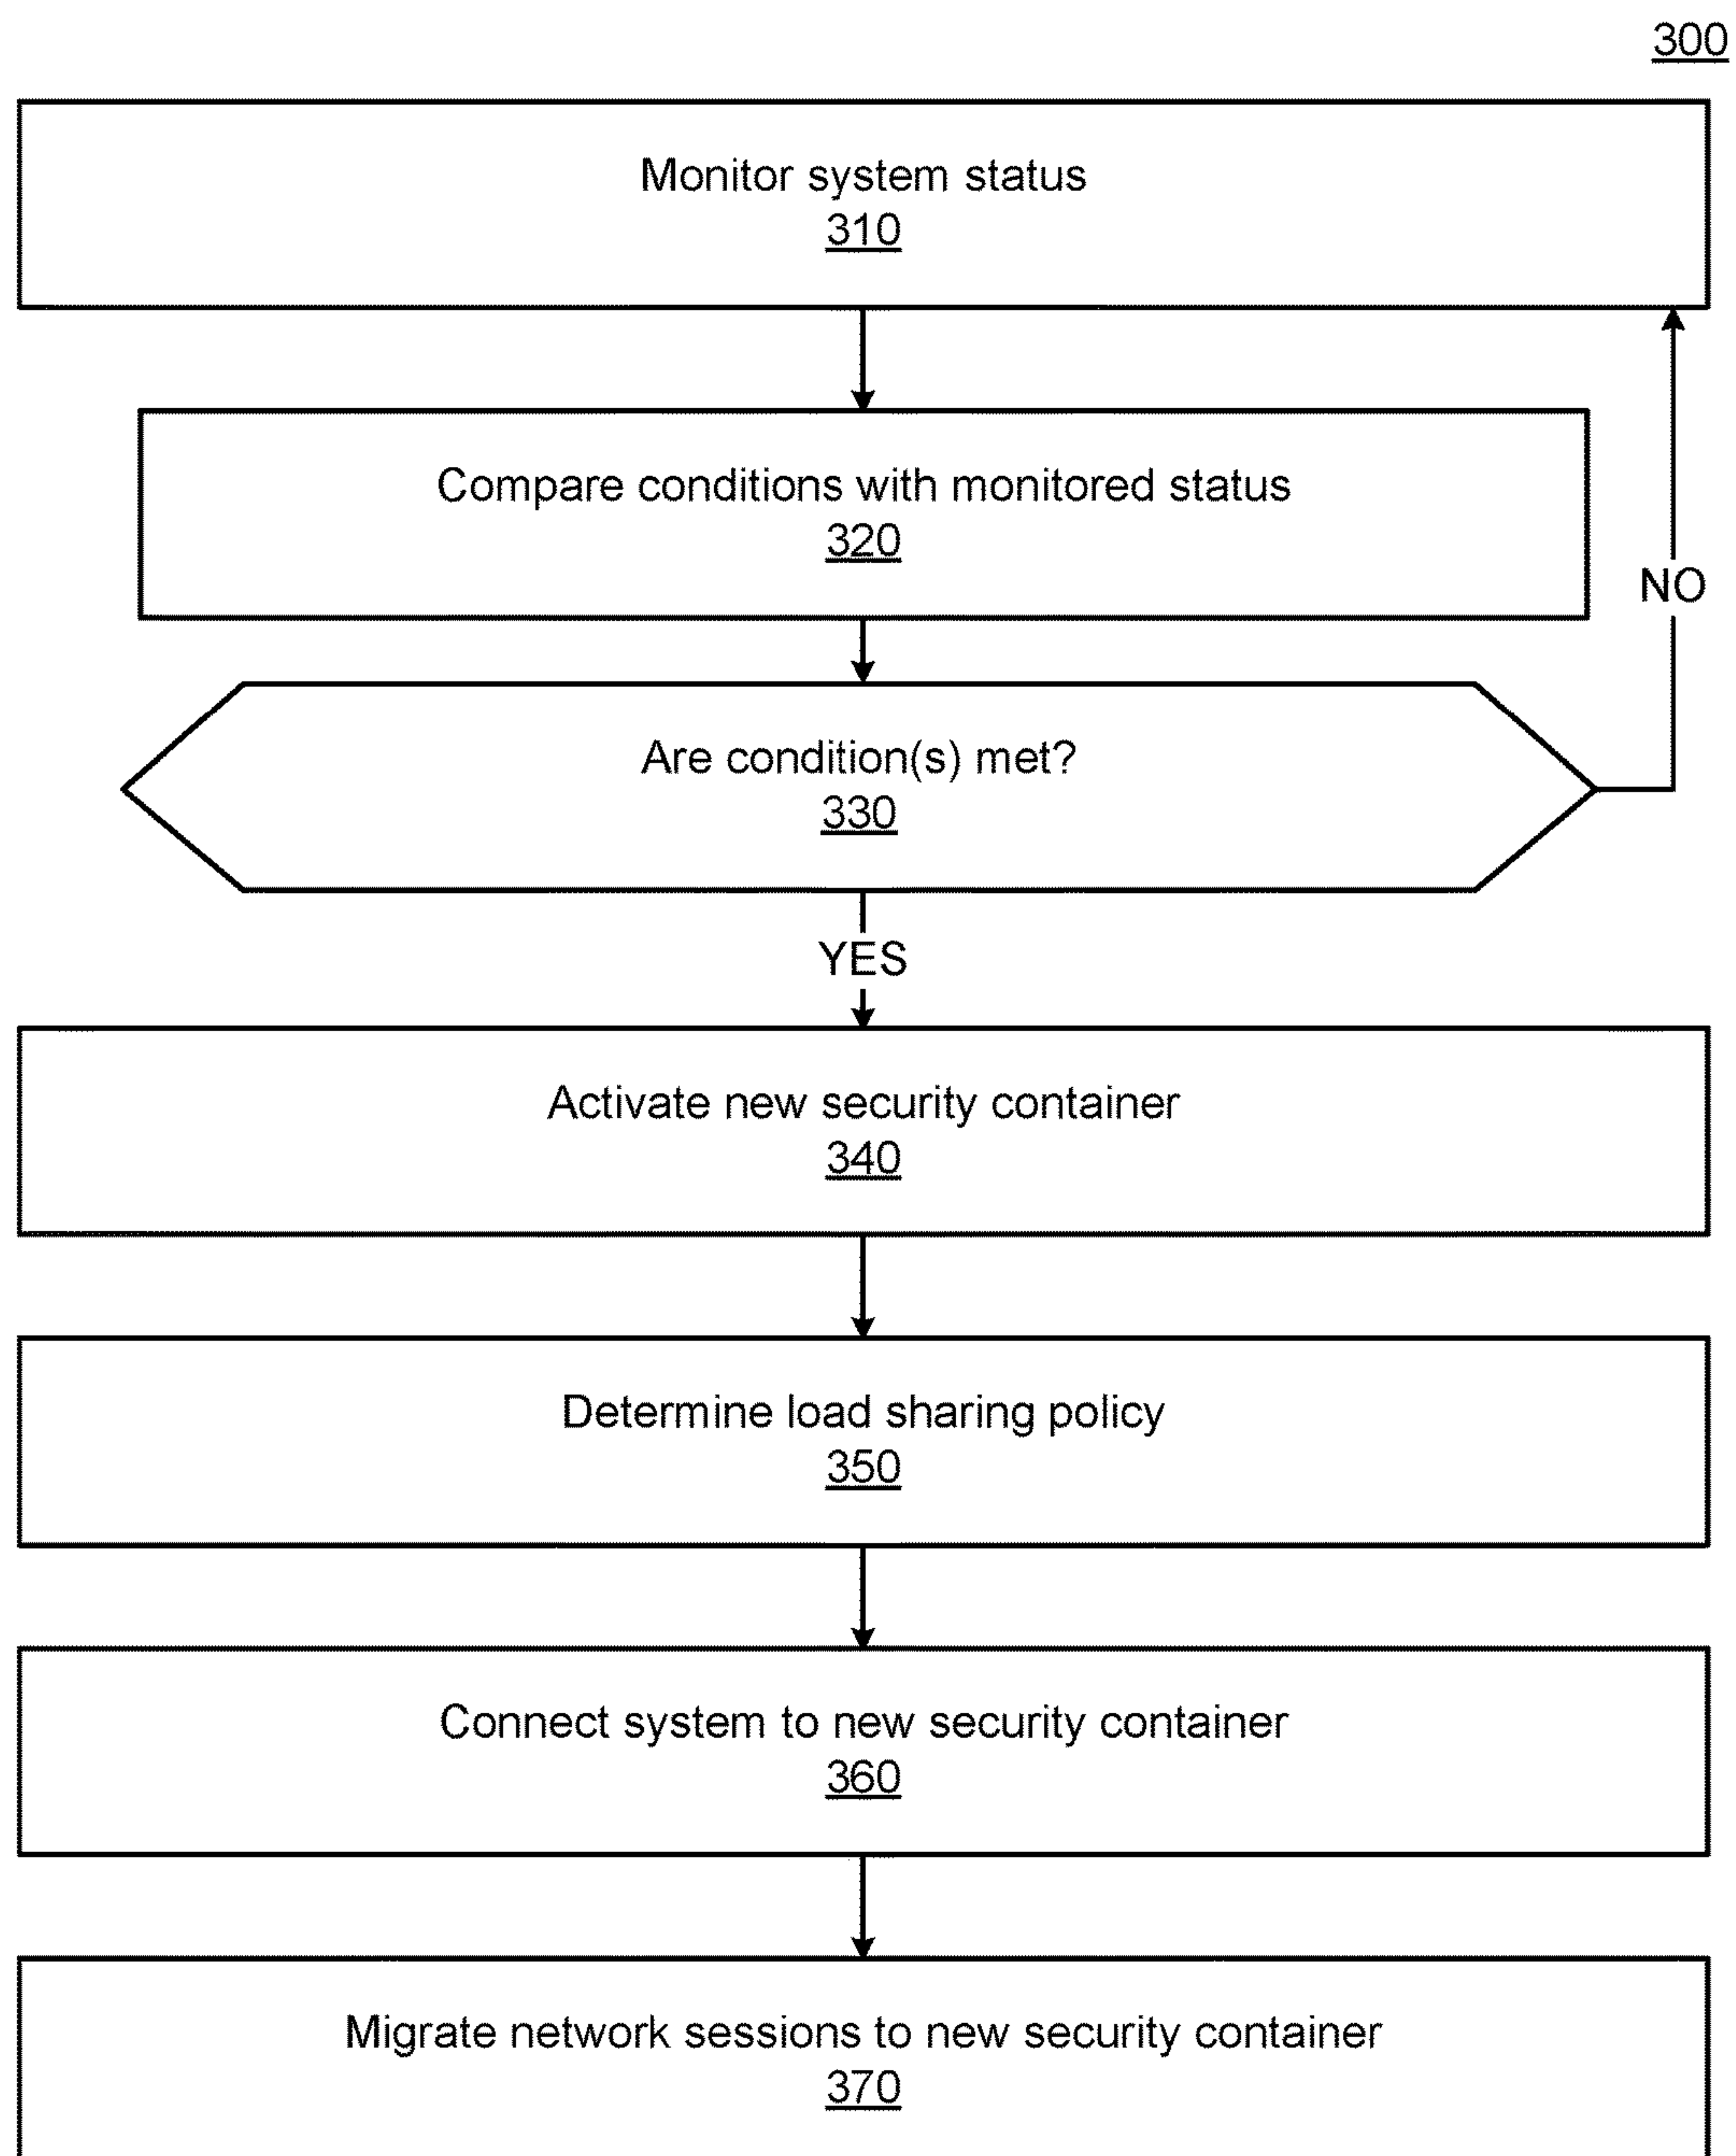 300
Monitor system status
310
Compare conditions with monitored status
320
NO
Are condition(s) met?
330
YES
Activate new security container
340
Determine load sharing policy
350
Connect system to new security container
360
Migrate network sessions to new security container
370